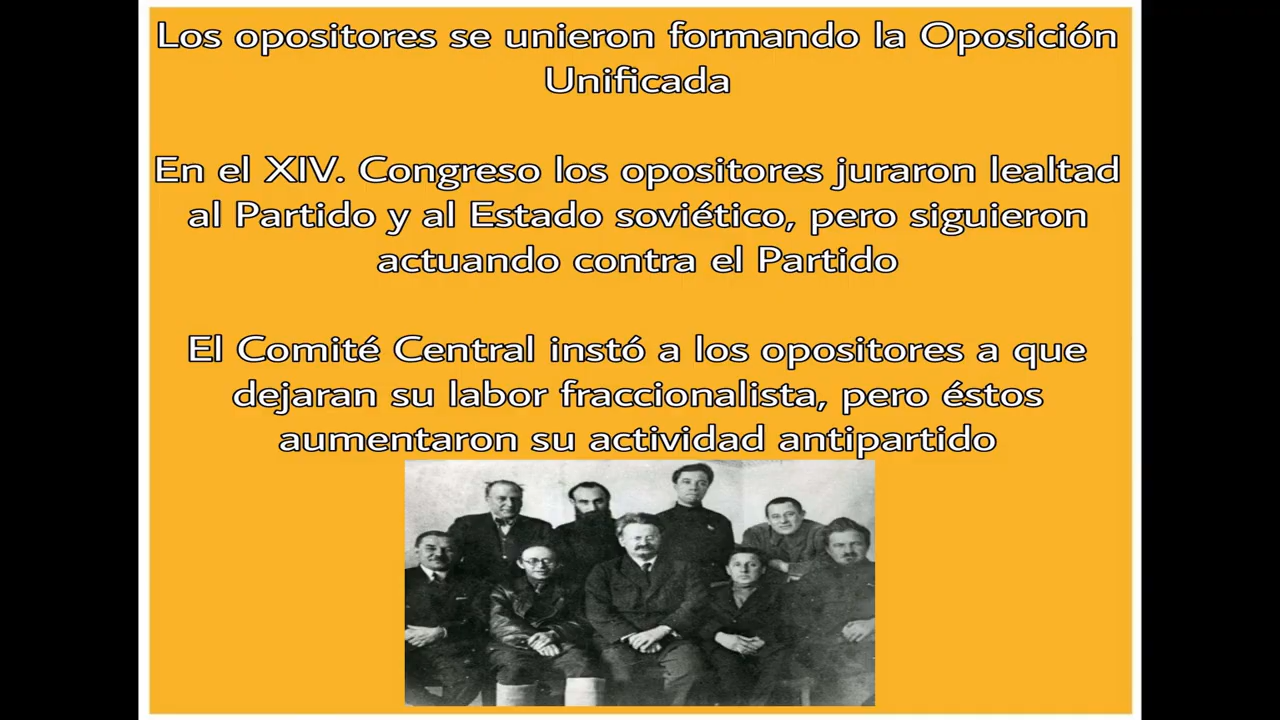 Los opositores se unieron formando la Oposición
Unificada
En el XIV. Congreso los opositores juraron lealtad
al Partido y al Estado soviético, pero siguieron
actuando contra el Partido
El Comité Central instó a los opositores a que
dejaran su labor fraccionalista, pero éstos
aumentaron su actividad antipartido